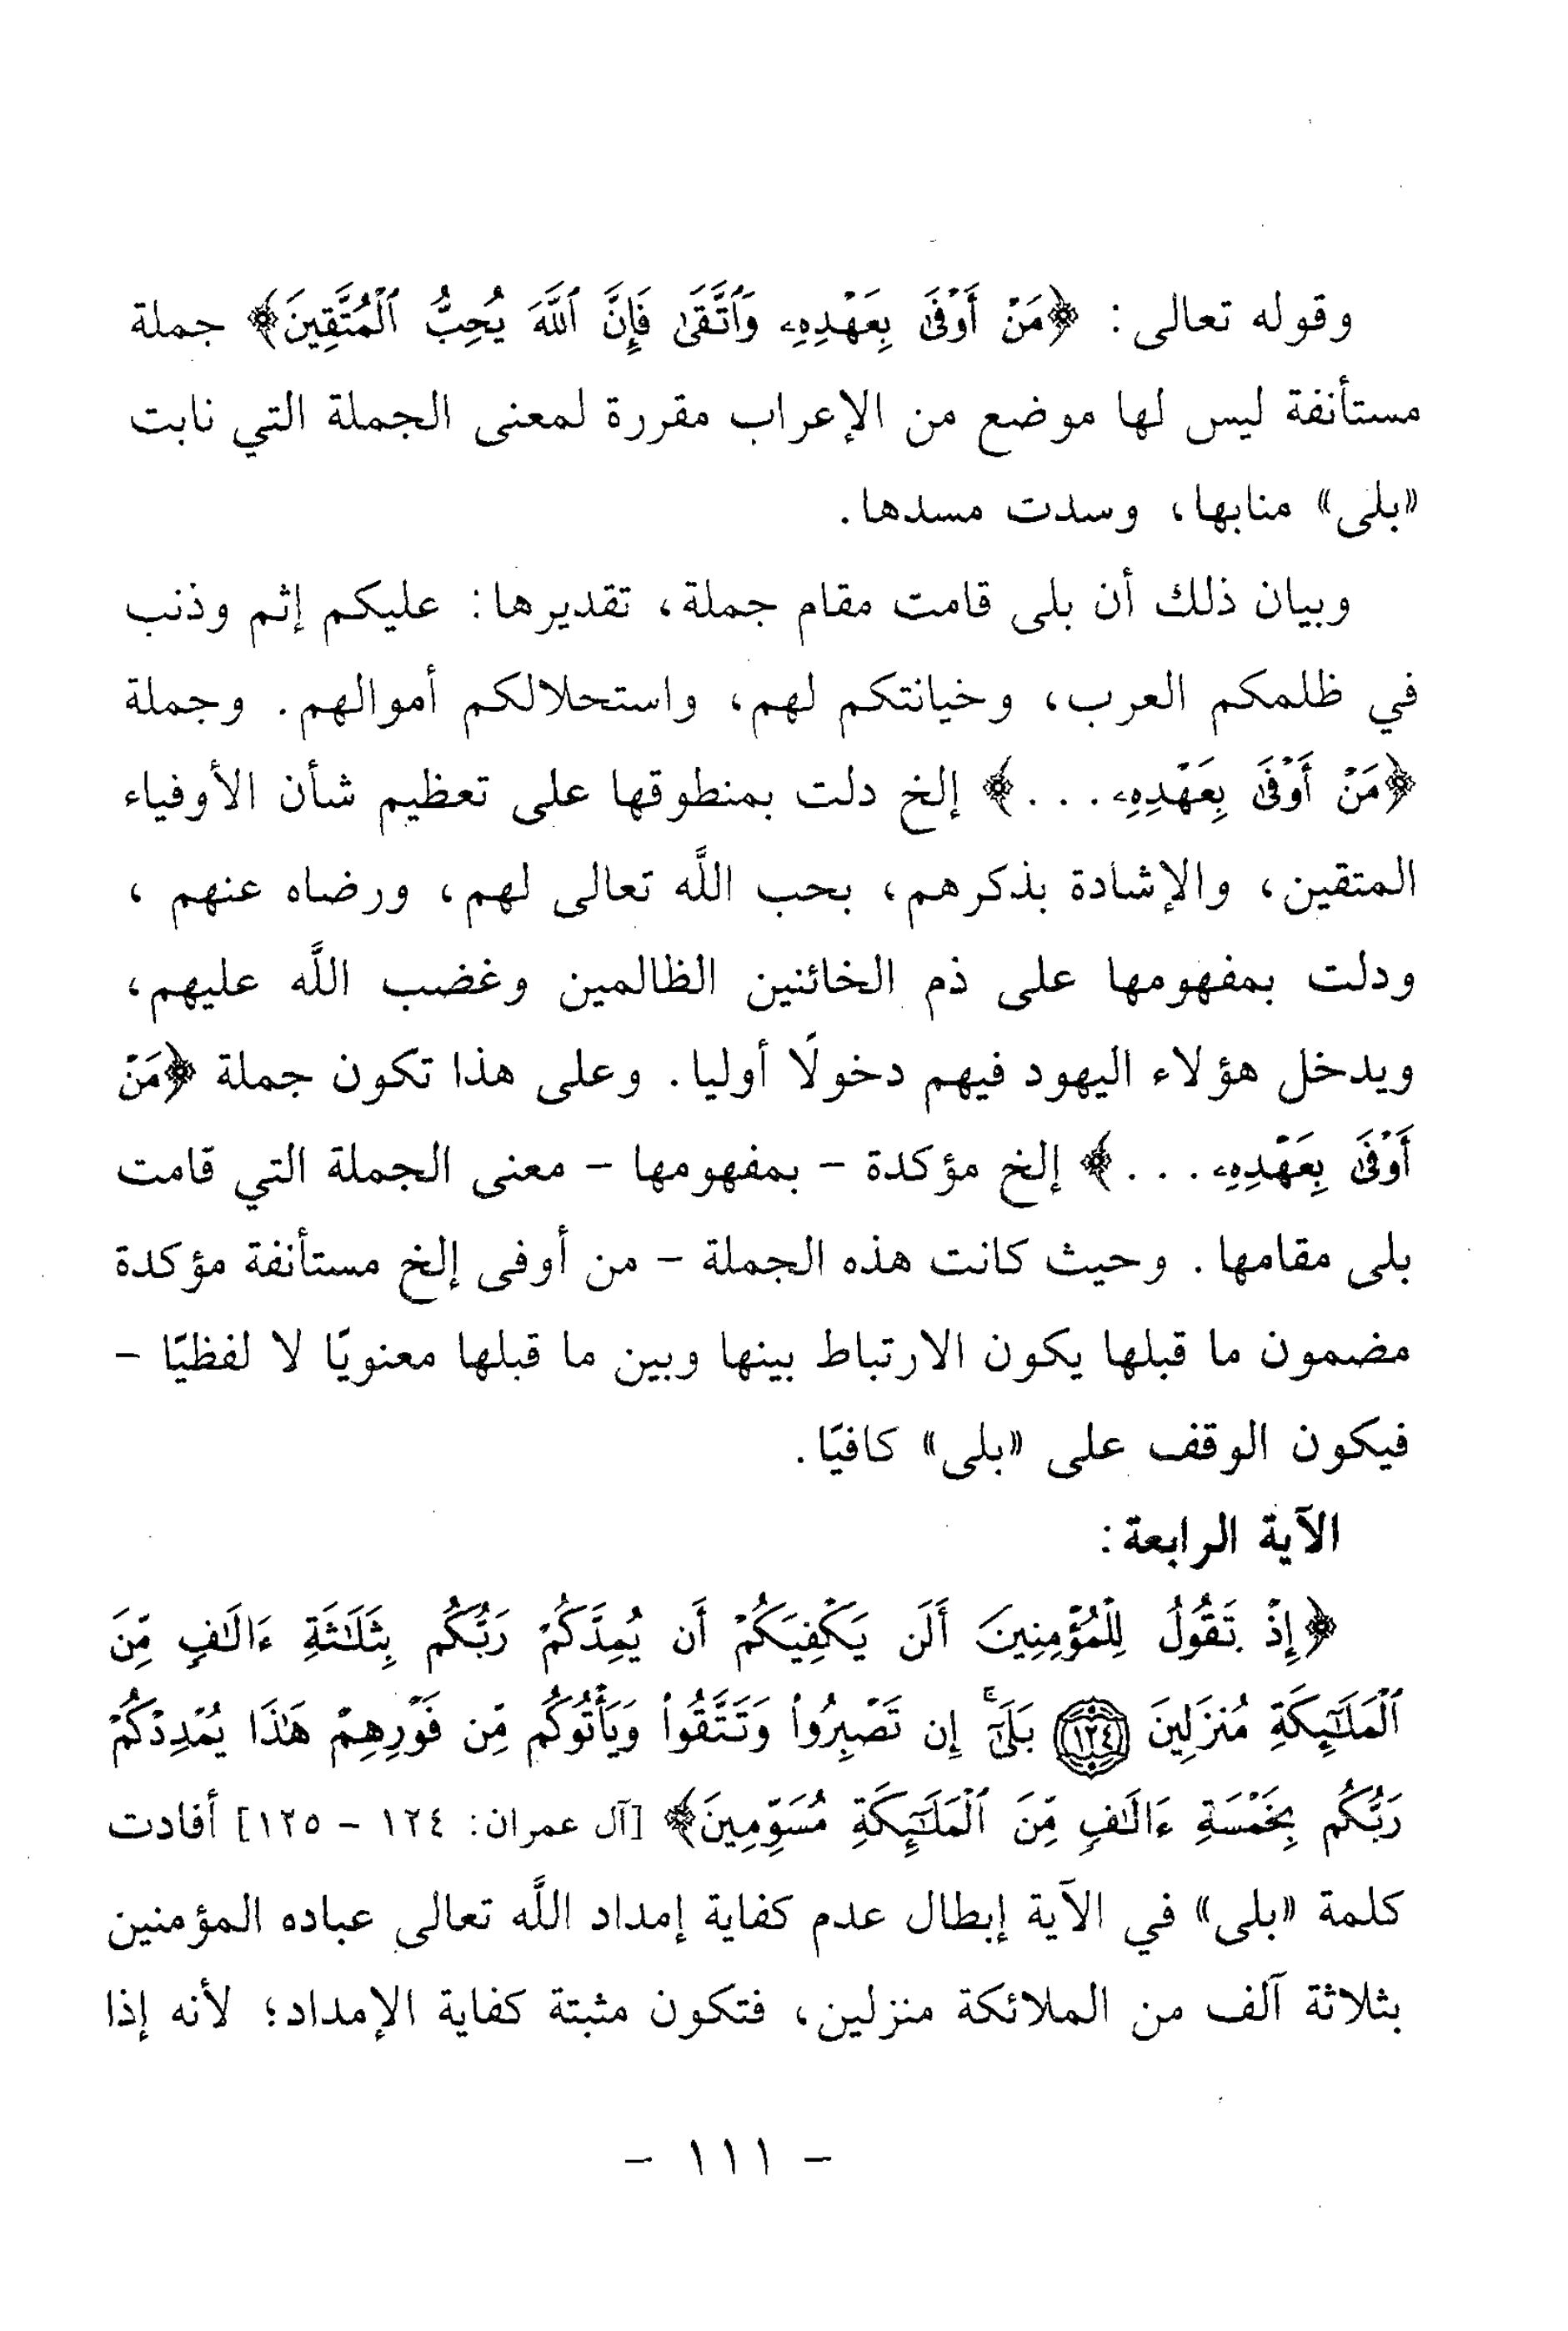 وقوله تعالى: ﴿مَنْ أَوْفَىٰ بِعَهْدِهِۦ وَٱتَّقَىٰ فَإِنَّ ٱللَّهَ يُحِبُّ ٱلْمُتَّقِينَ﴾ جملة
مستأنفة ليس لها موضع من الإعراب مقررة لمعنى الجملة التي نابت
«بلى» منابها، وسدت مسدها.
وبيان ذلك أن بلى قامت مقام جملة، تقديرها: عليكم إثم وذنب
في ظلمكم العرب، وخيانتكم لهم، واستحلالكم أموالهم. وجملة
﴿مَنْ أَوْفَىٰ بِعَهْدِهِۦ...﴾ إلخ دلت بمنطوقها على تعظيم شأن الأوفياء
المتقين، والإشادة بذكرهم، بحب اللَّه تعالى لهم، ورضاه عنهم ،
ودلت بمفهومها على ذم الخائنين الظالمين وغضب اللَّه عليهم،
ويدخل هؤلاء اليهود فيهم دخولًا أوليا. وعلى هذا تكون جملة ﴿مَنْ
أَوْفَىٰ بِعَهْدِهِۦ...﴾ إلخ مؤكدة - بمفهومها - معنى الجملة التي قامت
بلى مقامها. وحيث كانت هذه الجملة - من أوفى إلخ مستأنفة مؤكدة
مضمون ما قبلها يكون الارتباط بينها وبين ما قبلها معنويًا لا لفظيًا -
فيكون الوقف على «بلى» كافيًا.
الآية الرابعة:
﴿إِذْ تَقُولُ لِلْمُؤْمِنِينَ أَلَن يَكْفِيَكُمْ أَن يُمِدَّكُمْ رَبُّكُم بِثَلَٰثَةِ ءَالَٰفٍ مِّنَ
ٱلْمَلَٰٓئِكَةِ مُنزَلِينَ ١٢٤ بَلَىٰٓۚ إِن تَصْبِرُوا۟ وَتَتَّقُوا۟ وَيَأْتُوكُم مِّن فَوْرِهِمْ هَٰذَا يُمْدِدْكُمْ
رَبُّكُم بِخَمْسَةِ ءَالَٰفٍ مِّنَ ٱلْمَلَٰٓئِكَةِ مُسَوِّمِينَ﴾ [آل عمران: ١٢٤ - ١٢٥] أفادت
كلمة «بلى» في الآية إبطال عدم كفاية إمداد اللَّه تعالى عباده المؤمنين
بثلاثة آلف من الملائكة منزلين، فتكون مثبتة كفاية الإمداد؛ لأنه إذا
- ١١١ -